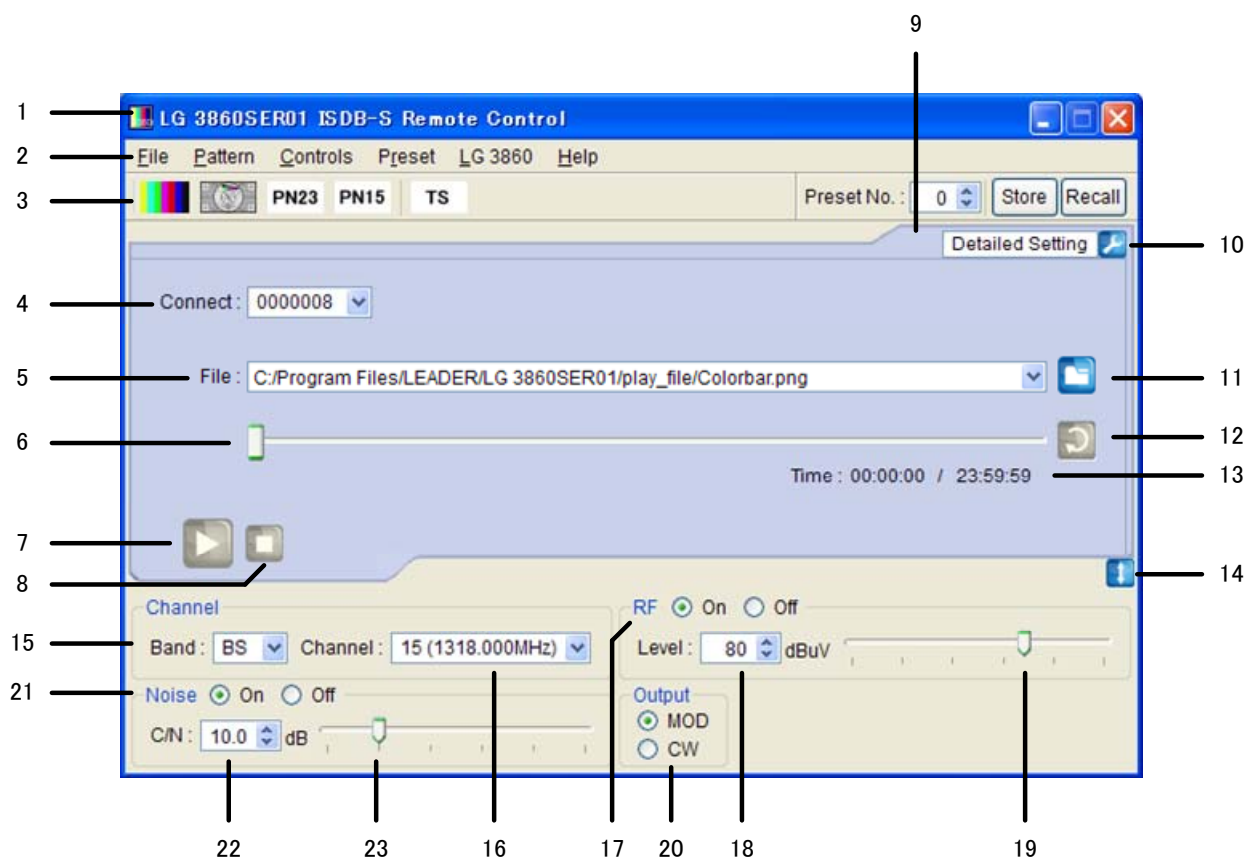 9
1
LG 3860SER01 ISDB-S Remote Control
2
File Pattern Controls Preset LG 3860 Help
3
PN23 PN15 TS
Preset No. : 0 Store Recall
Detailed Setting
10
4
Connect : 0000008
5
File : C:/Program Files/LEADER/LG 3860SER01/play_file/Colorbar.png
11
6
12
Time : 00:00:00 / 23:59:59
13
7
8
14
Channel
15
Band : BS Channel : 15 (1318.000MHz)
RF On Off
Level : 80 dBuV
21
Noise On Off
C/N : 10.0 dB
Output
MOD
CW
22 23 16 17 20 18 19